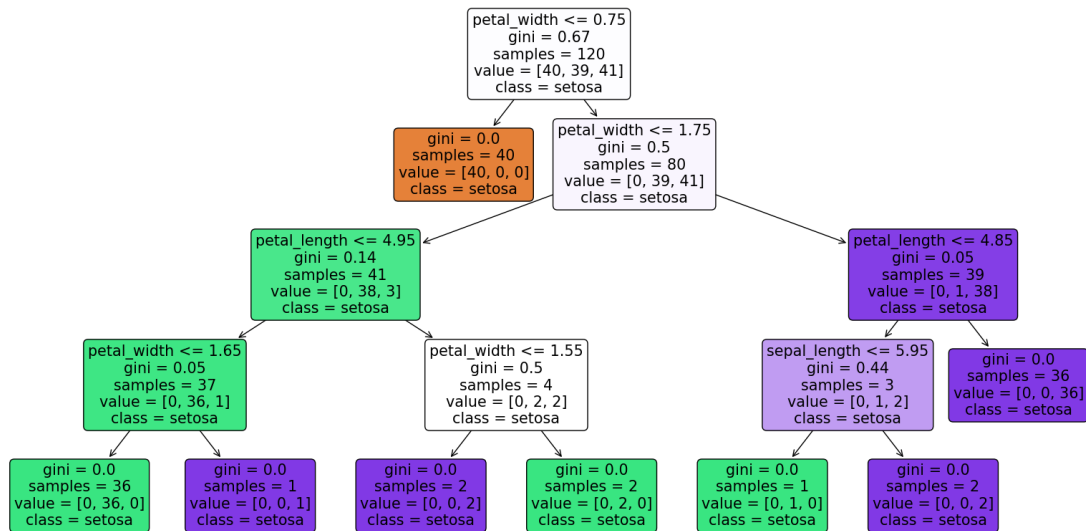 petal_width <= 0.75
gini = 0.67
samples = 120
value = [40, 39, 41]
class = setosa
gini = 0.0
samples = 40
value = [40, 0, 0]
class = setosa
petal_width <= 1.75
gini = 0.5
samples = 80
value = [0, 39, 41]
class = setosa
petal_length <= 4.95
gini = 0.14
samples = 41
value = [0, 38, 3]
class = setosa
petal_length <= 4.85
gini = 0.05
samples = 39
value = [0, 1, 38]
class = setosa
petal_width <= 1.65
gini = 0.05
samples = 37
value = [0, 36, 1]
class = setosa
petal_width <= 1.55
gini = 0.5
samples = 4
value = [0, 2, 2]
class = setosa
sepal_length <= 5.95
gini = 0.44
samples = 3
value = [0, 1, 2]
class = setosa
gini = 0.0
samples = 36
value = [0, 0, 36]
class = setosa
gini = 0.0
samples = 36
value = [0, 36, 0]
class = setosa
gini = 0.0
samples = 1
value = [0, 0, 1]
class = setosa
gini = 0.0
samples = 2
value = [0, 0, 2]
class = setosa
gini = 0.0
samples = 2
value = [0, 2, 0]
class = setosa
gini = 0.0
samples = 1
value = [0, 1, 0]
class = setosa
gini = 0.0
samples = 2
value = [0, 0, 2]
class = setosa